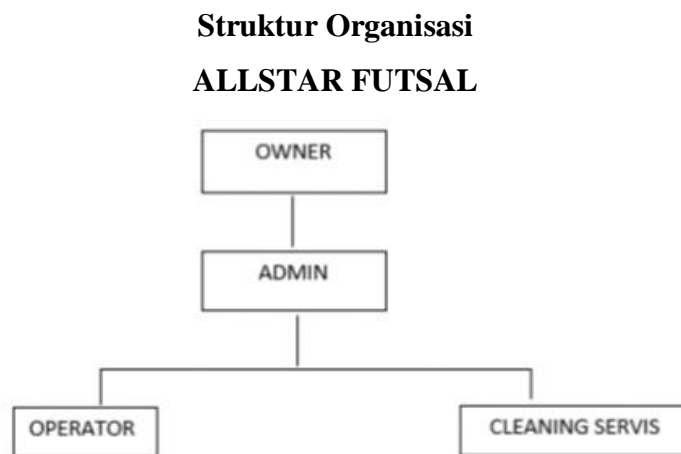 Struktur Organisasi
ALLSTAR FUTSAL
OWNER
ADMIN
OPERATOR
CLEANING SERVIS